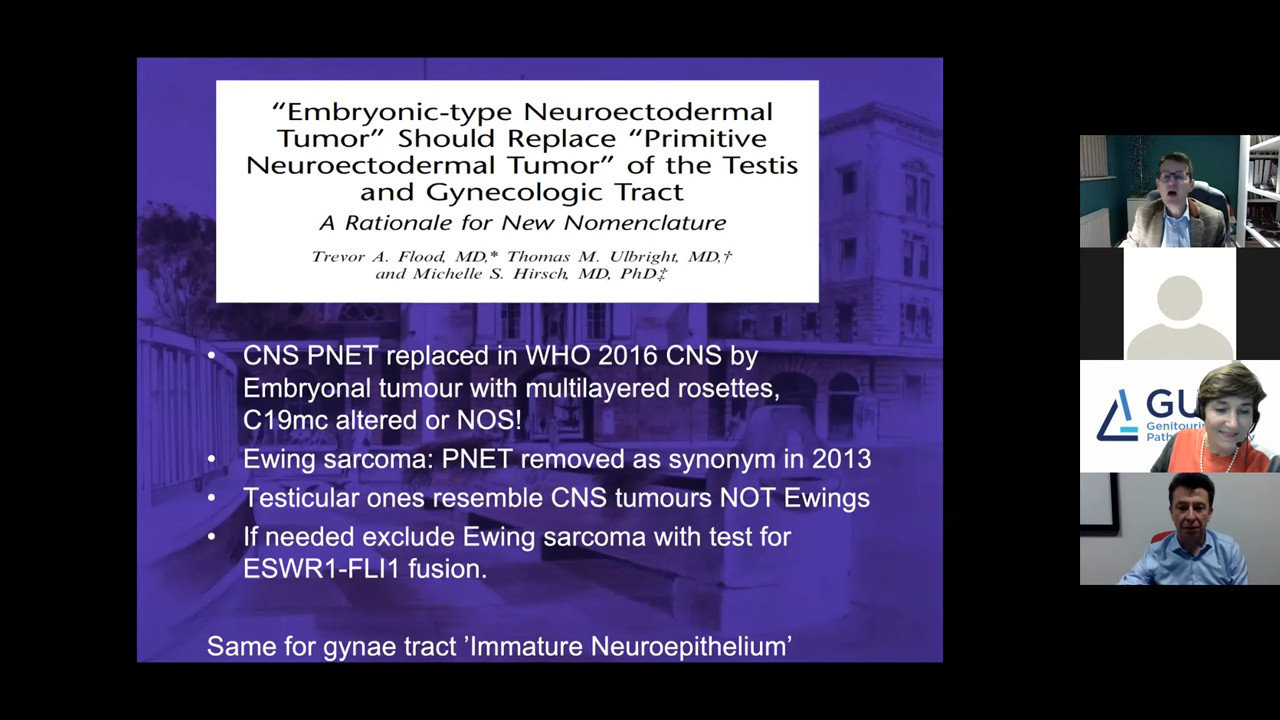 “Embryonic-type Neuroectodermal
Tumor” Should Replace “Primitive
Neuroectodermal Tumor” of the Testis
and Gynecologic Tract
A Rationale for New Nomenclature
Trevor A. Flood, MD,* Thomas M. Ulbright, MD,†
and Michelle S. Hirsch, MD, PhD‡
• CNS PNET replaced in WHO 2016 CNS by
Embryonal tumour with multilayered rosettes,
C19mc altered or NOS!
• Ewing sarcoma: PNET removed as synonym in 2013
• Testicular ones resemble CNS tumours NOT Ewings
• If needed exclude Ewing sarcoma with test for
ESWR1-FLI1 fusion.
Same for gynae tract ’Immature Neuroepithelium’
GU